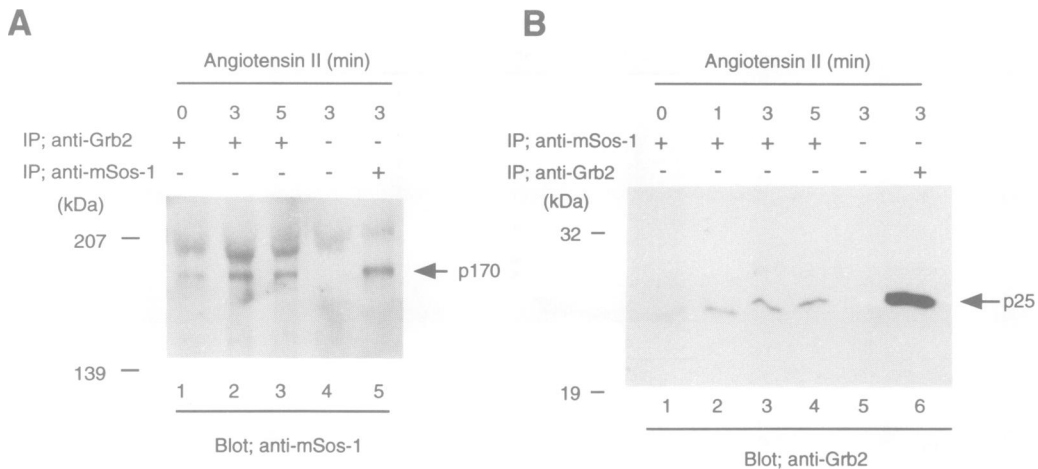 A
Angiotensin II (min)
0 3 5 3 3
IP; anti-Grb2 + + + - -
IP; anti-mSos-1 - - - - +
(kDa)
207
p170
139
1 2 3 4 5
Blot; anti-mSos-1
B
Angiotensin II (min)
0 1 3 5 3 3
IP; anti-mSos-1 + + + + - -
IP; anti-Grb2 - - - - - +
(kDa)
32
p25
19
1 2 3 4 5 6
Blot; anti-Grb2